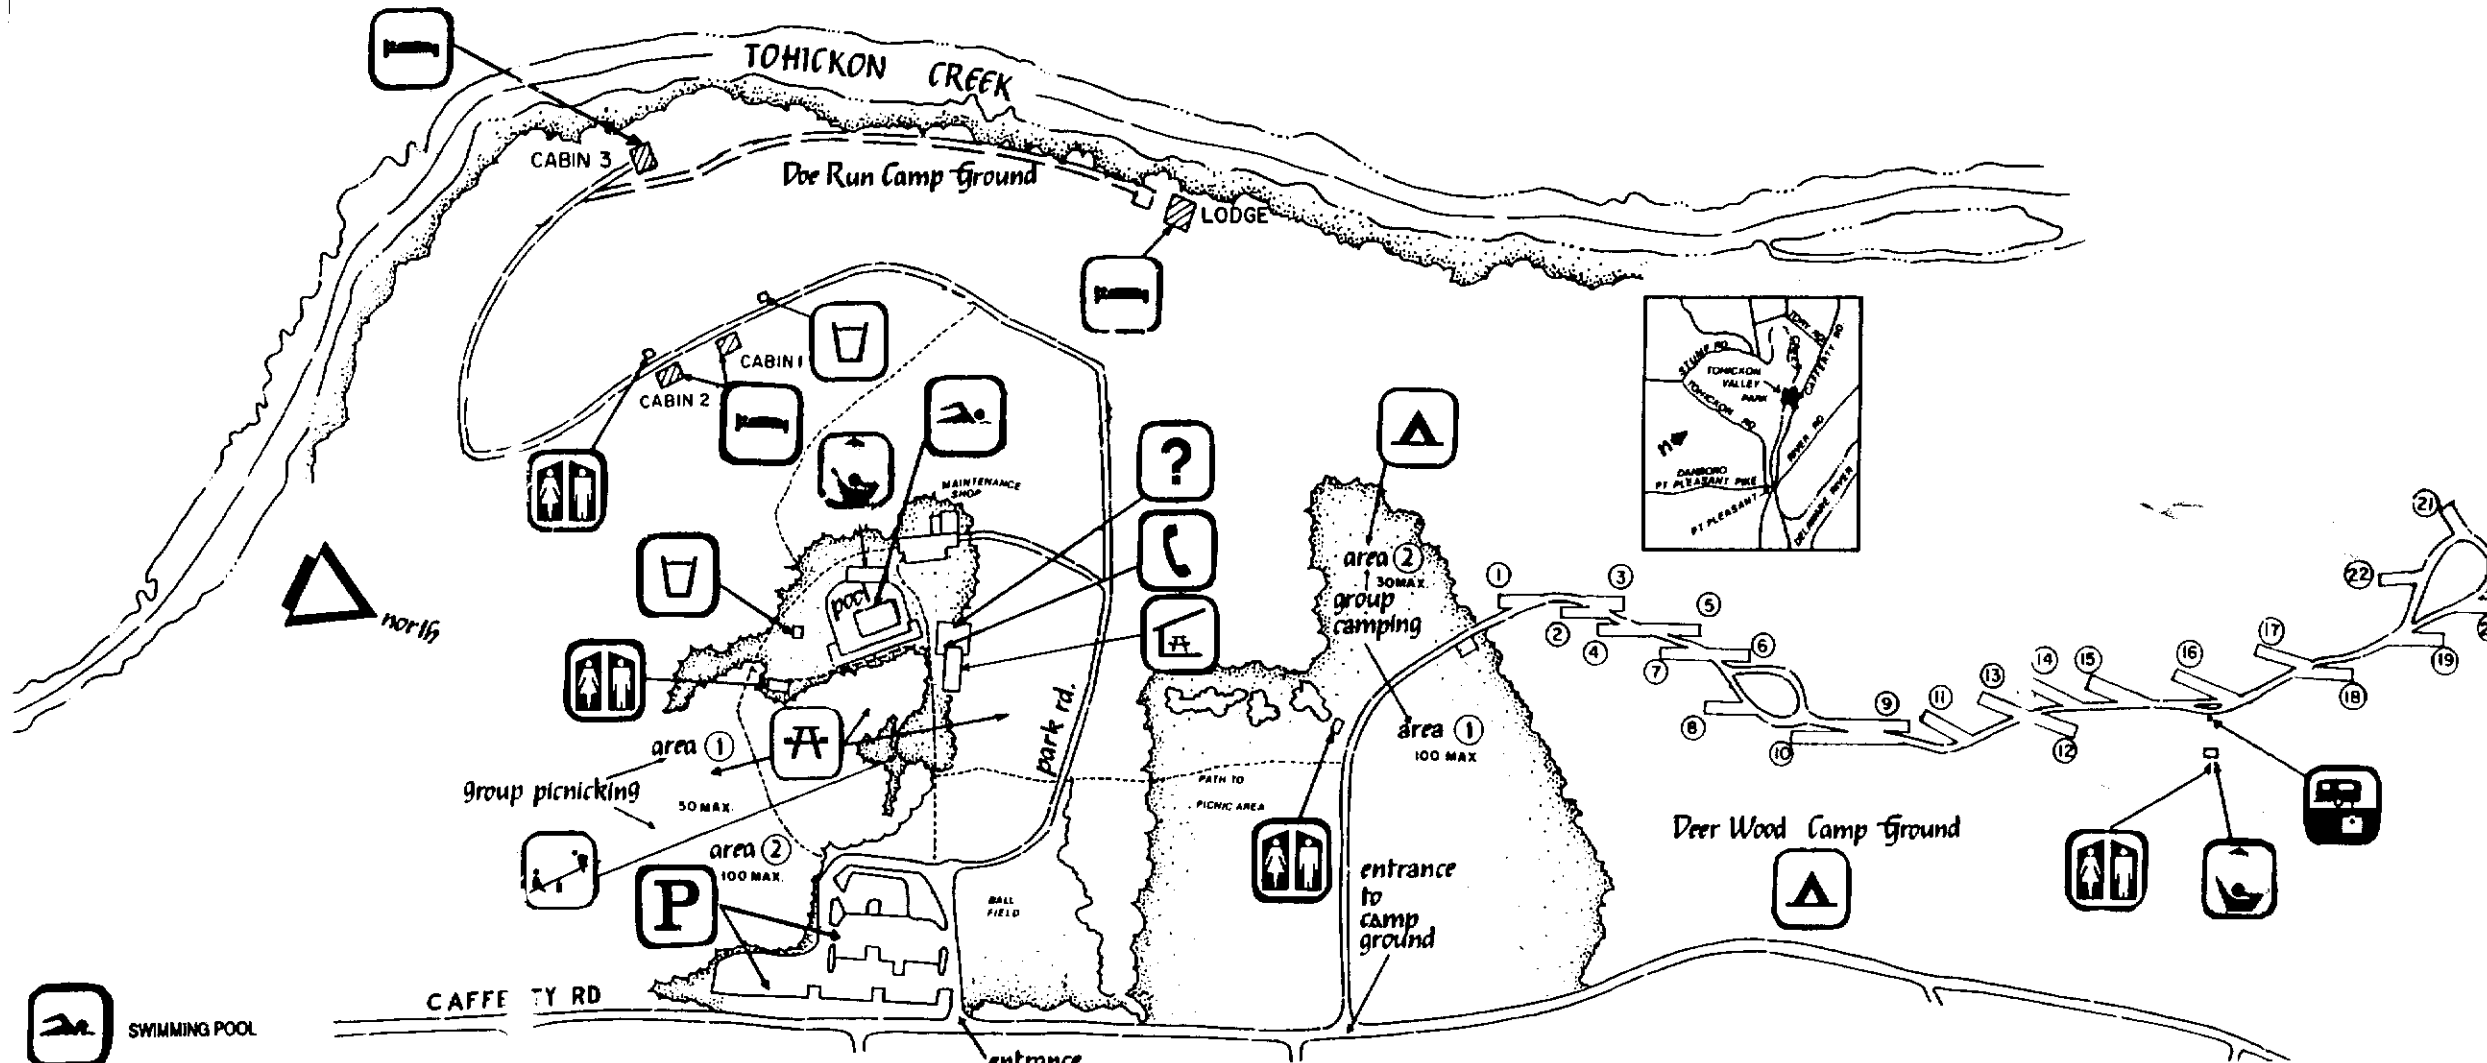 TOHICKON CREEK
CABIN 3
Doe Run Camp Ground
LODGE
CABIN 1
CABIN 2
MAINTENANCE
SHOP
?
pool
north
park rd.
area 1
group picnicking
50 MAX.
area 2
100 MAX.
P
BALL
FIELD
CAFFE TY RD
SWIMMING POOL
entrance
PATH TO
PICNIC AREA
area 2
30 MAX.
group
camping
area 1
100 MAX
entrance
to
camp
ground
Deer Wood Camp Ground
1
2
3
4
5
6
7
8
9
10
11
12
13
14
15
16
17
18
19
21
22
TORY RD
STUMP RD
CREEK
CAFFERTY RD
TOHICKON
VALLEY
PARK
TOHICKON RD
N
RIVER RD
DANBORO
PT PLEASANT PIKE
PT PLEASANT
DELAWARE RIVER